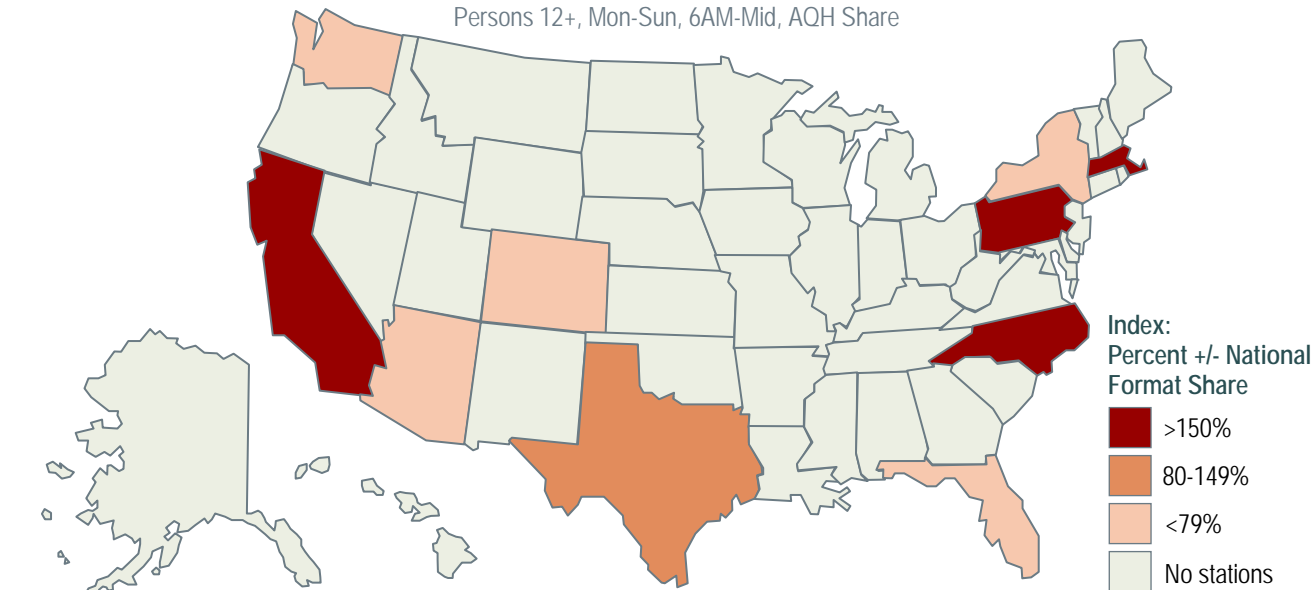 Persons 12+, Mon-Sun, 6AM-Mid, AQH Share
Index:
Percent +/- National
Format Share
>150%
80-149%
<79%
No stations